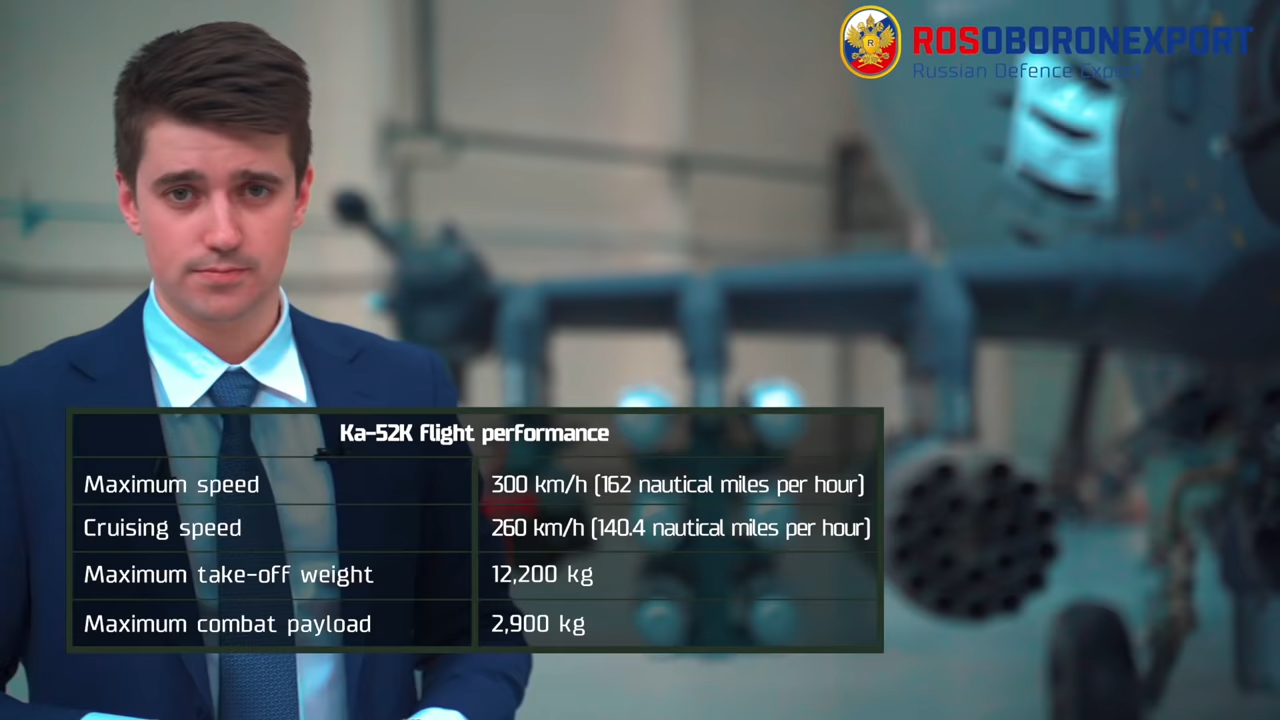 ROSOBORONEXPORT
Russian Defence Export
Ka-52K Flight performance
Maximum speed 300 km/h (162 nautical miles per hour)
Cruising speed 260 km/h (140.4 nautical miles per hour)
Maximum take-off weight 12,200 kg
Maximum combat payload 2,900 kg